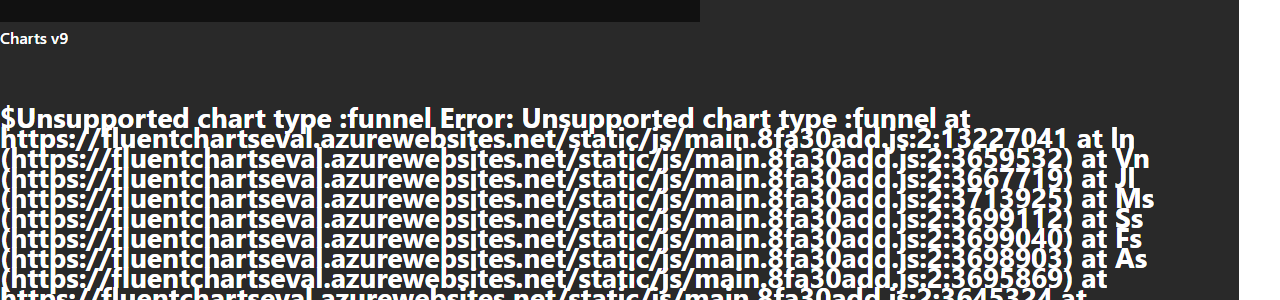 Charts v9
$Unsupported chart type :funnel Error: Unsupported chart type :funnel at
https://fluentchartseval.azurewebsites.net/static/js/main.8fa30add.js:2:13227041 at ln
(https://fluentchartseval.azurewebsites.net/static/js/main.8fa30add.js:2:3659532) at Vn
(https://fluentchartseval.azurewebsites.net/static/js/main.8fa30add.js:2:3667719) at Jl
(https://fluentchartseval.azurewebsites.net/static/js/main.8fa30add.js:2:3713925) at Ms
(https://fluentchartseval.azurewebsites.net/static/js/main.8fa30add.js:2:3699112) at Ss
(https://fluentchartseval.azurewebsites.net/static/js/main.8fa30add.js:2:3699040) at Fs
(https://fluentchartseval.azurewebsites.net/static/js/main.8fa30add.js:2:3698903) at As
(https://fluentchartseval.azurewebsites.net/static/js/main.8fa30add.js:2:3695869) at
https://fluentchartseval.azurewebsites.net/static/js/main.8fa30add.js:2:3645324 at